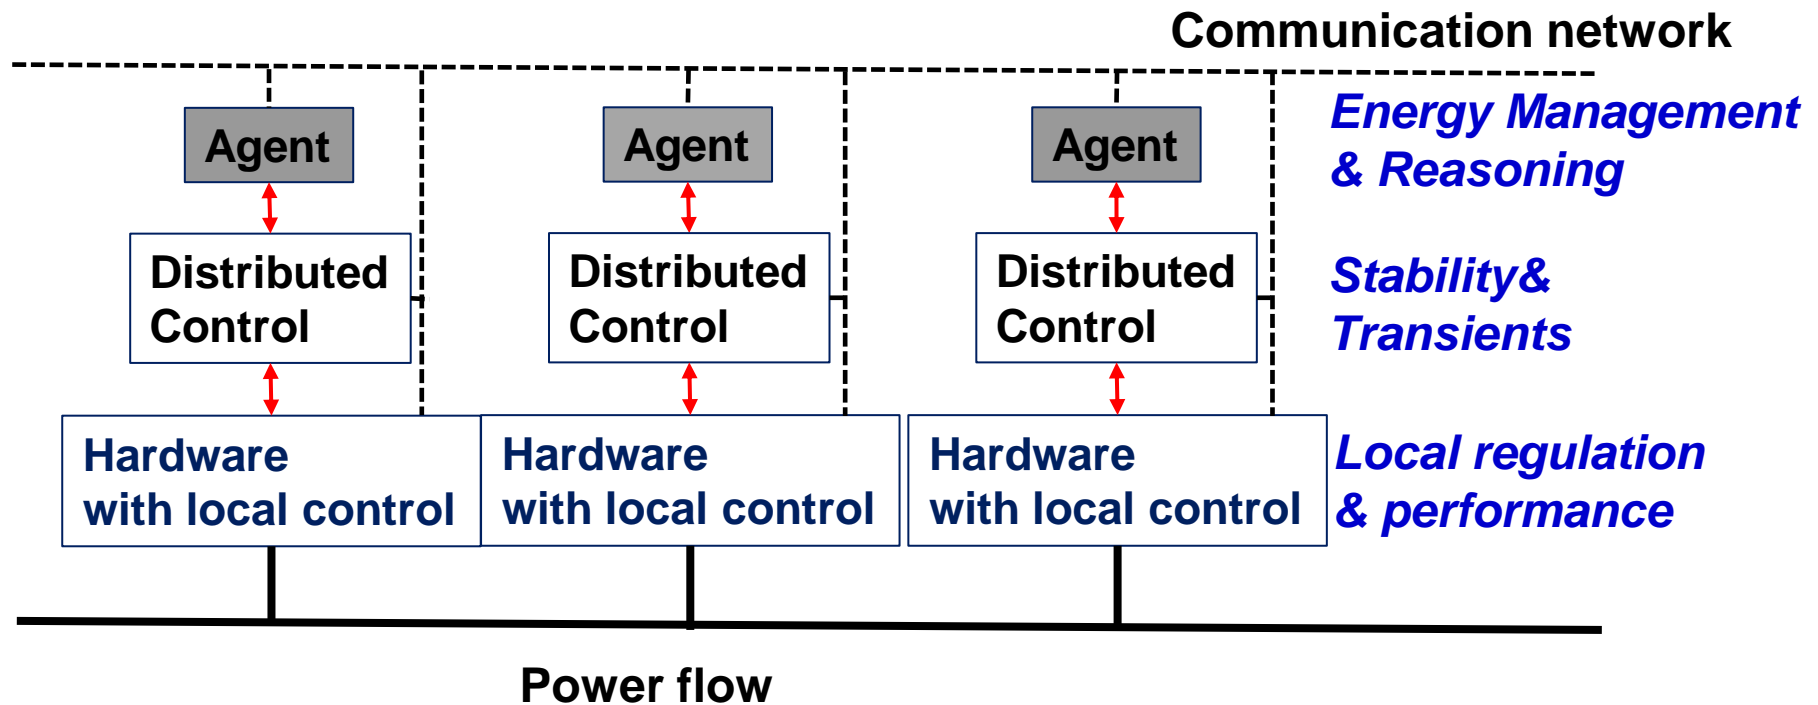 Communication network
Agent
Agent
Agent
Energy Management
& Reasoning
Distributed
Control
Distributed
Control
Distributed
Control
Stability&
Transients
Hardware
with local control
Hardware
with local control
Hardware
with local control
Local regulation
& performance
Power flow